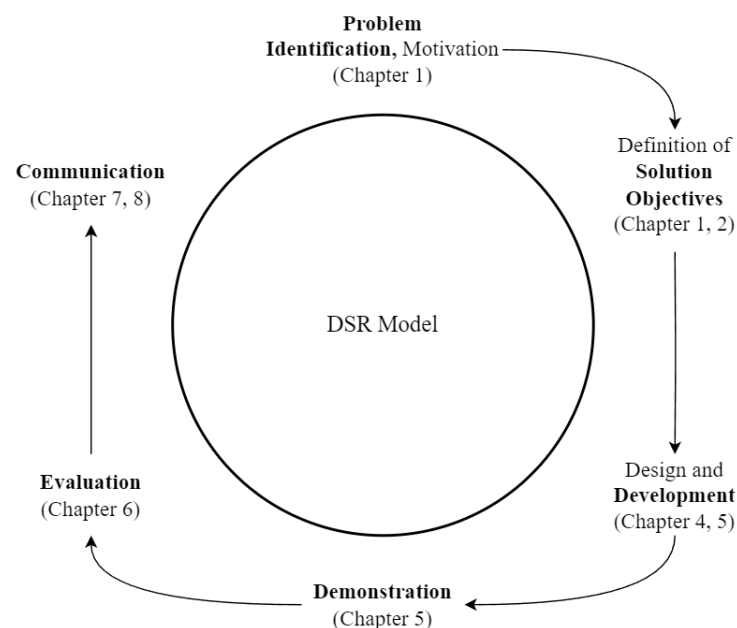 Problem
Identification, Motivation
(Chapter 1)
Definition of
Solution
Objectives
(Chapter 1, 2)
Design and
Development
(Chapter 4, 5)
Demonstration
(Chapter 5)
Evaluation
(Chapter 6)
Communication
(Chapter 7, 8)
DSR Model